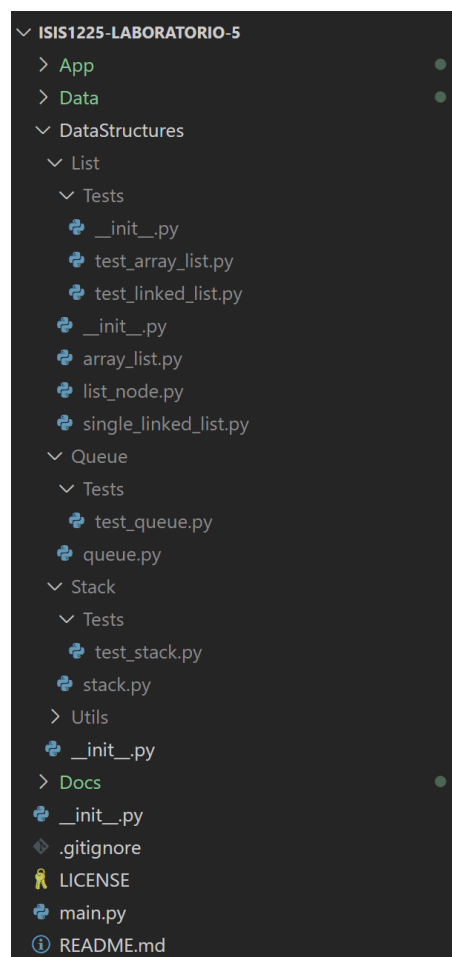 ISIS1225-LABORATORIO-5
App
Data
DataStructures
List
Tests
__init__.py
test_array_list.py
test_linked_list.py
__init__.py
array_list.py
list_node.py
single_linked_list.py
Queue
Tests
test_queue.py
queue.py
Stack
Tests
test_stack.py
stack.py
Utils
__init__.py
Docs
__init__.py
.gitignore
LICENSE
main.py
README.md